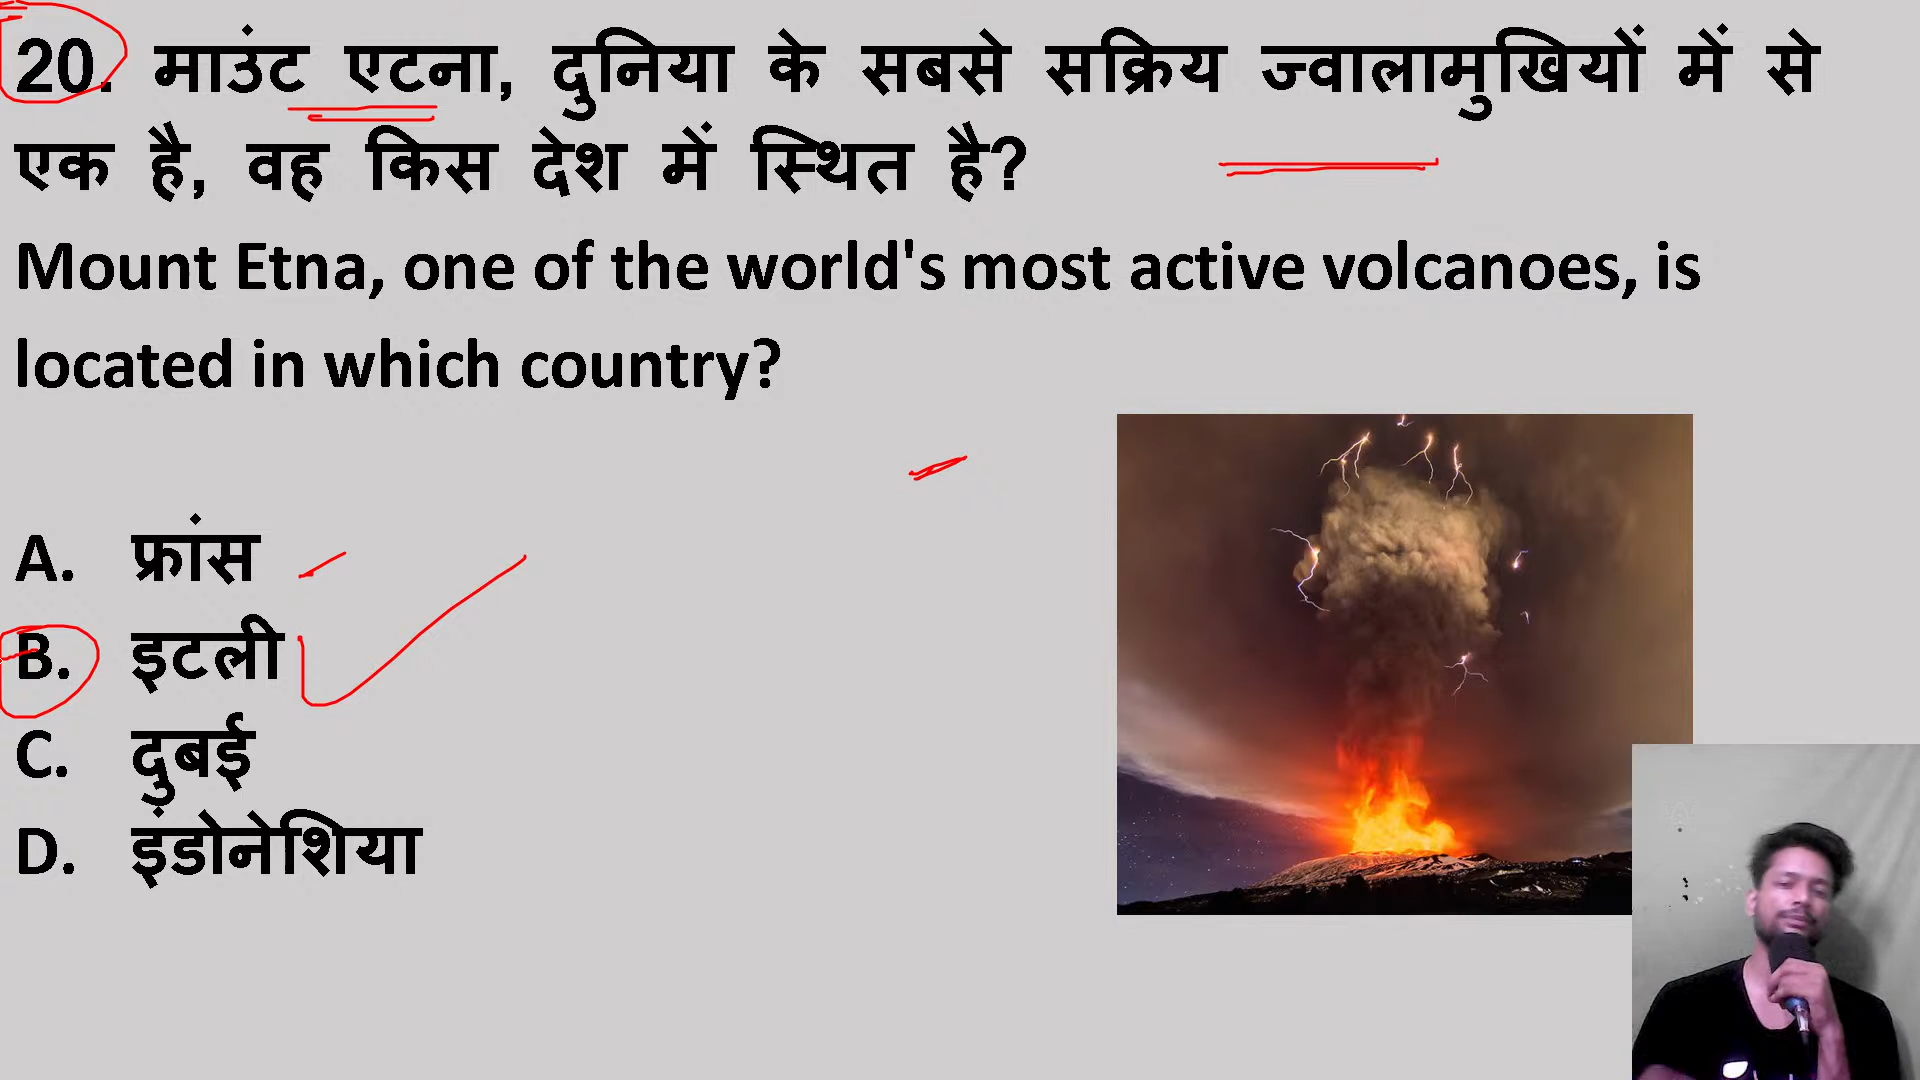 20. माउंट एटना, दुनिया के सबसे सक्रिय ज्वालामुखियों में से
एक है, वह किस देश में स्थित है?
Mount Etna, one of the world's most active volcanoes, is
located in which country?
A. फ्रांस
B. इटली
C. दुबई
D. इंडोनेशिया